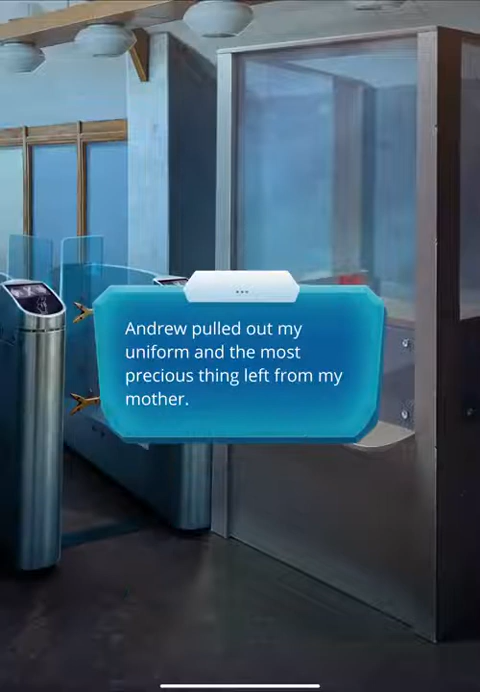 ...
Andrew pulled out my
uniform and the most
precious thing left from my
mother.